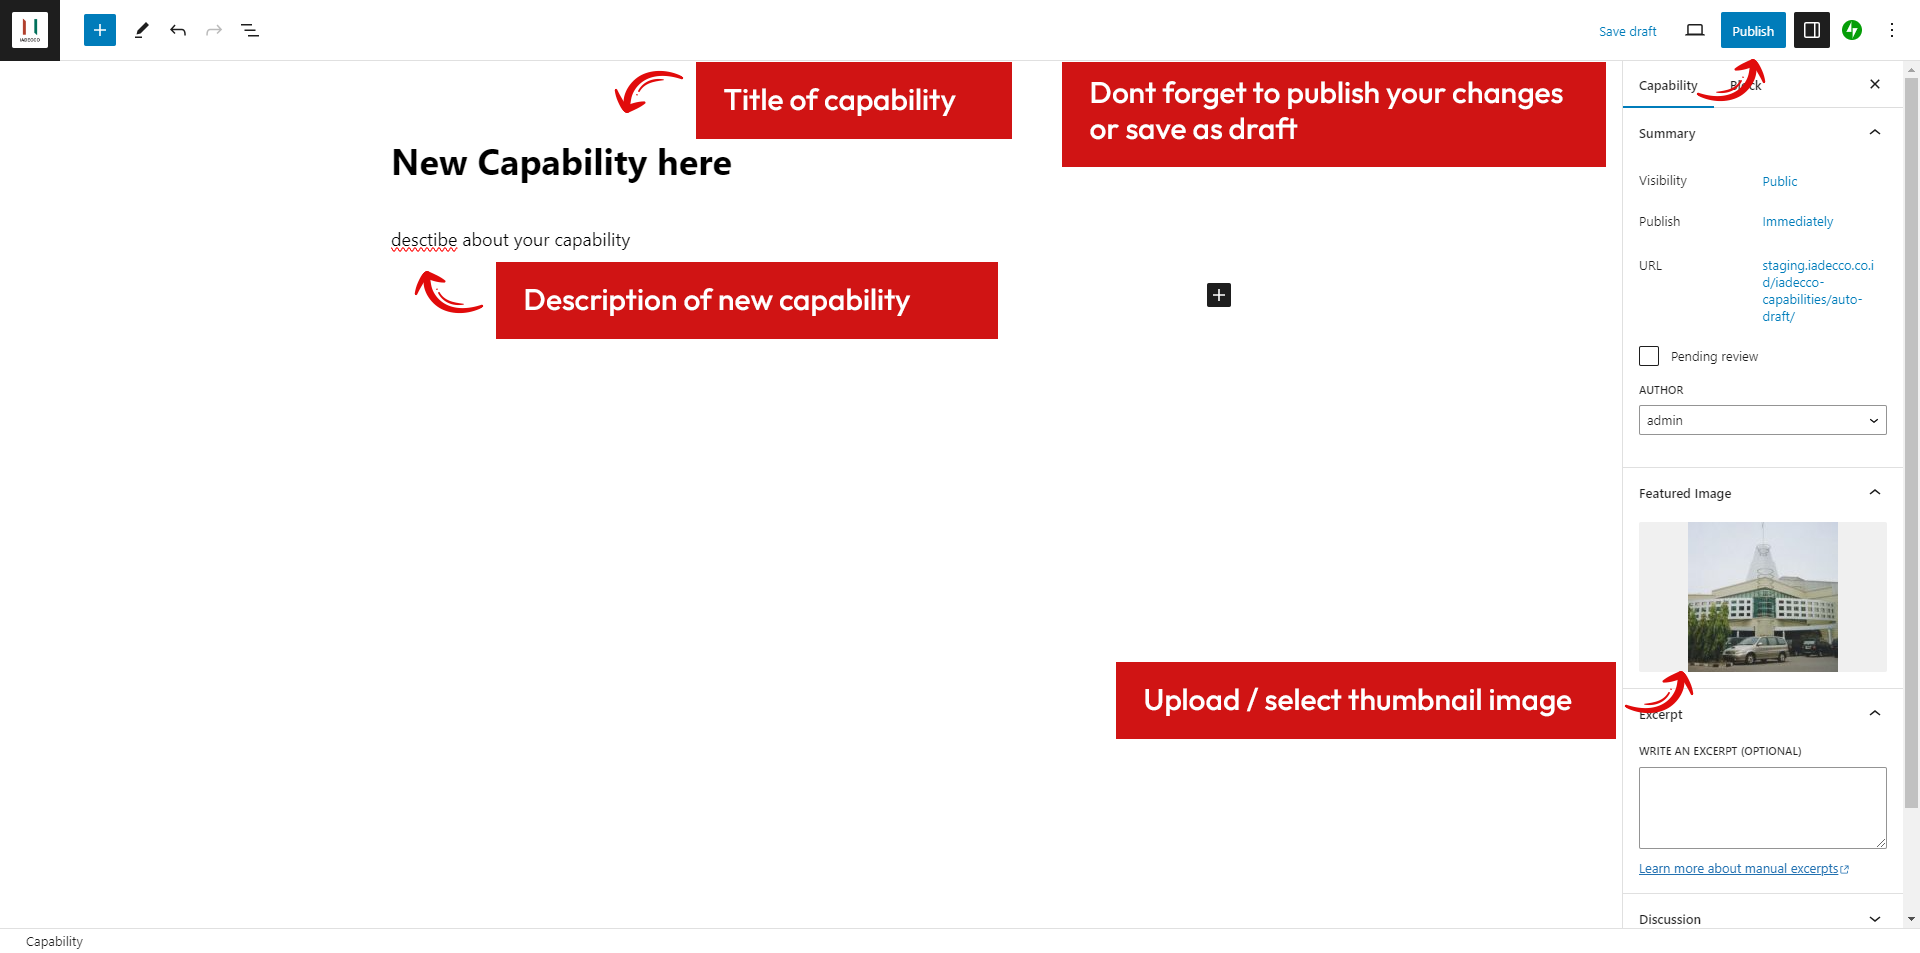 IADECCO
Save draft
Publish
Title of capability
Dont forget to publish your changes
or save as draft
Capability
Block
New Capability here
Summary
Visibility
Public
Publish
Immediately
URL
staging.iadecco.co.i
d/iadecco-
capabilities/auto-
draft/
desctibe about your capability
Description of new capability
Pending review
AUTHOR
admin
Featured Image
Upload / select thumbnail image
Excerpt
WRITE AN EXCERPT (OPTIONAL)
Learn more about manual excerpts
Discussion
Capability